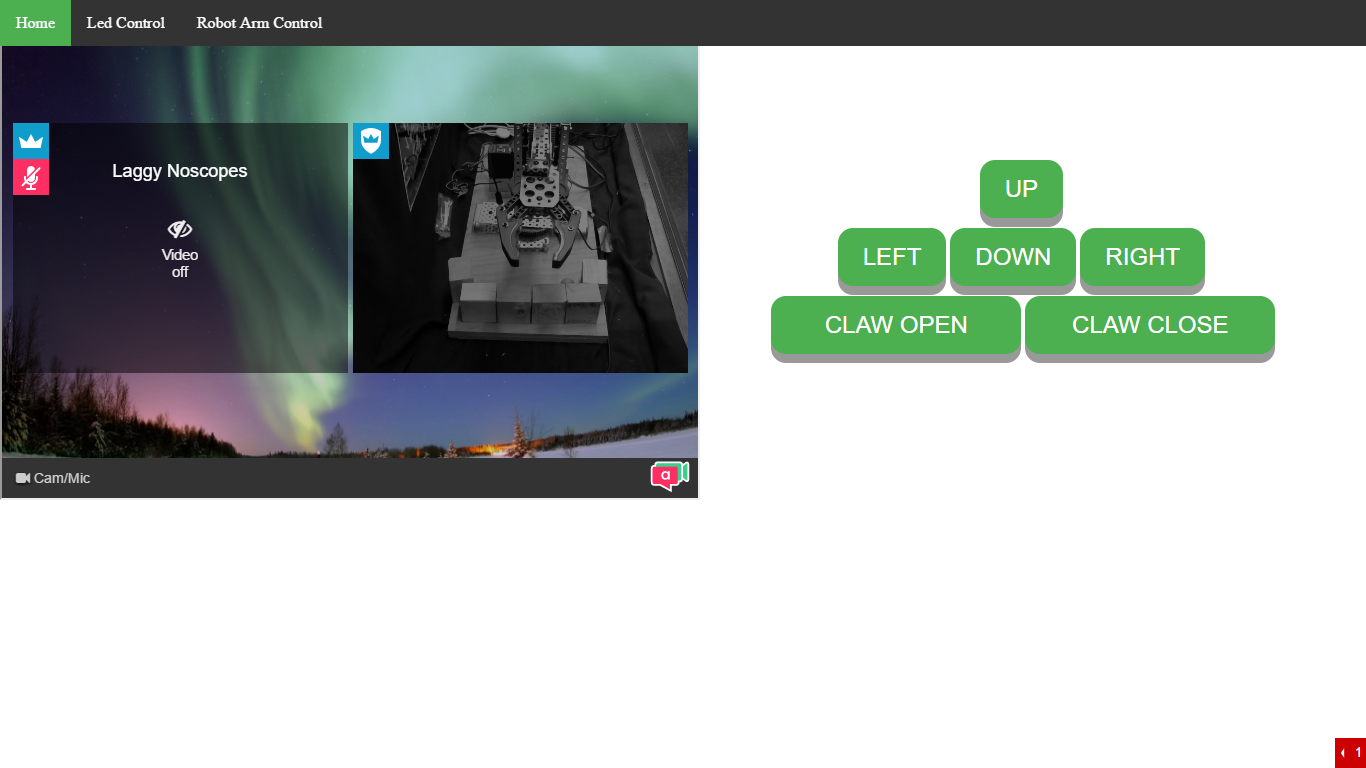 Home Led Control Robot Arm Control
Laggy Noscopes
Video
off
Cam/Mic
a
UP
LEFT DOWN RIGHT
CLAW OPEN CLAW CLOSE
1